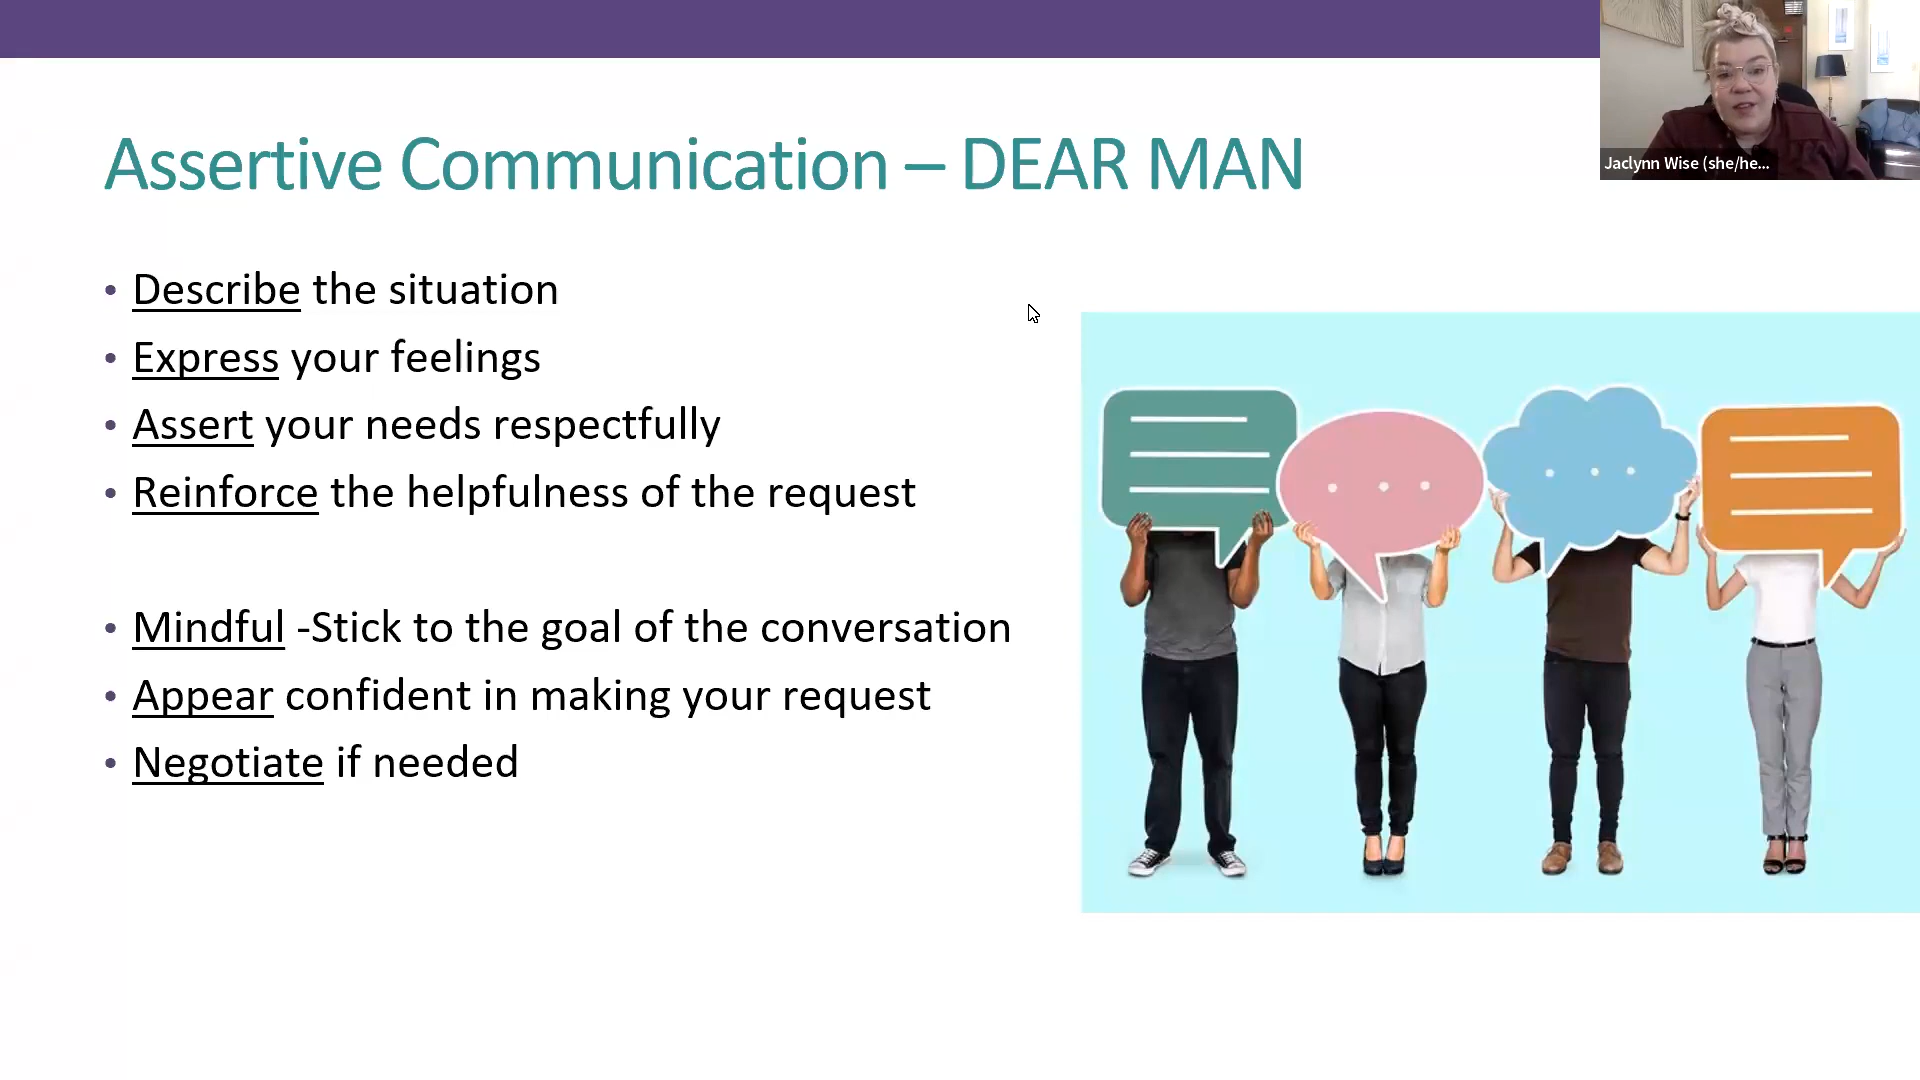 Assertive Communication – DEAR MAN
• Describe the situation
• Express your feelings
• Assert your needs respectfully
• Reinforce the helpfulness of the request
• Mindful -Stick to the goal of the conversation
• Appear confident in making your request
• Negotiate if needed
Jaclynn Wise (she/he...